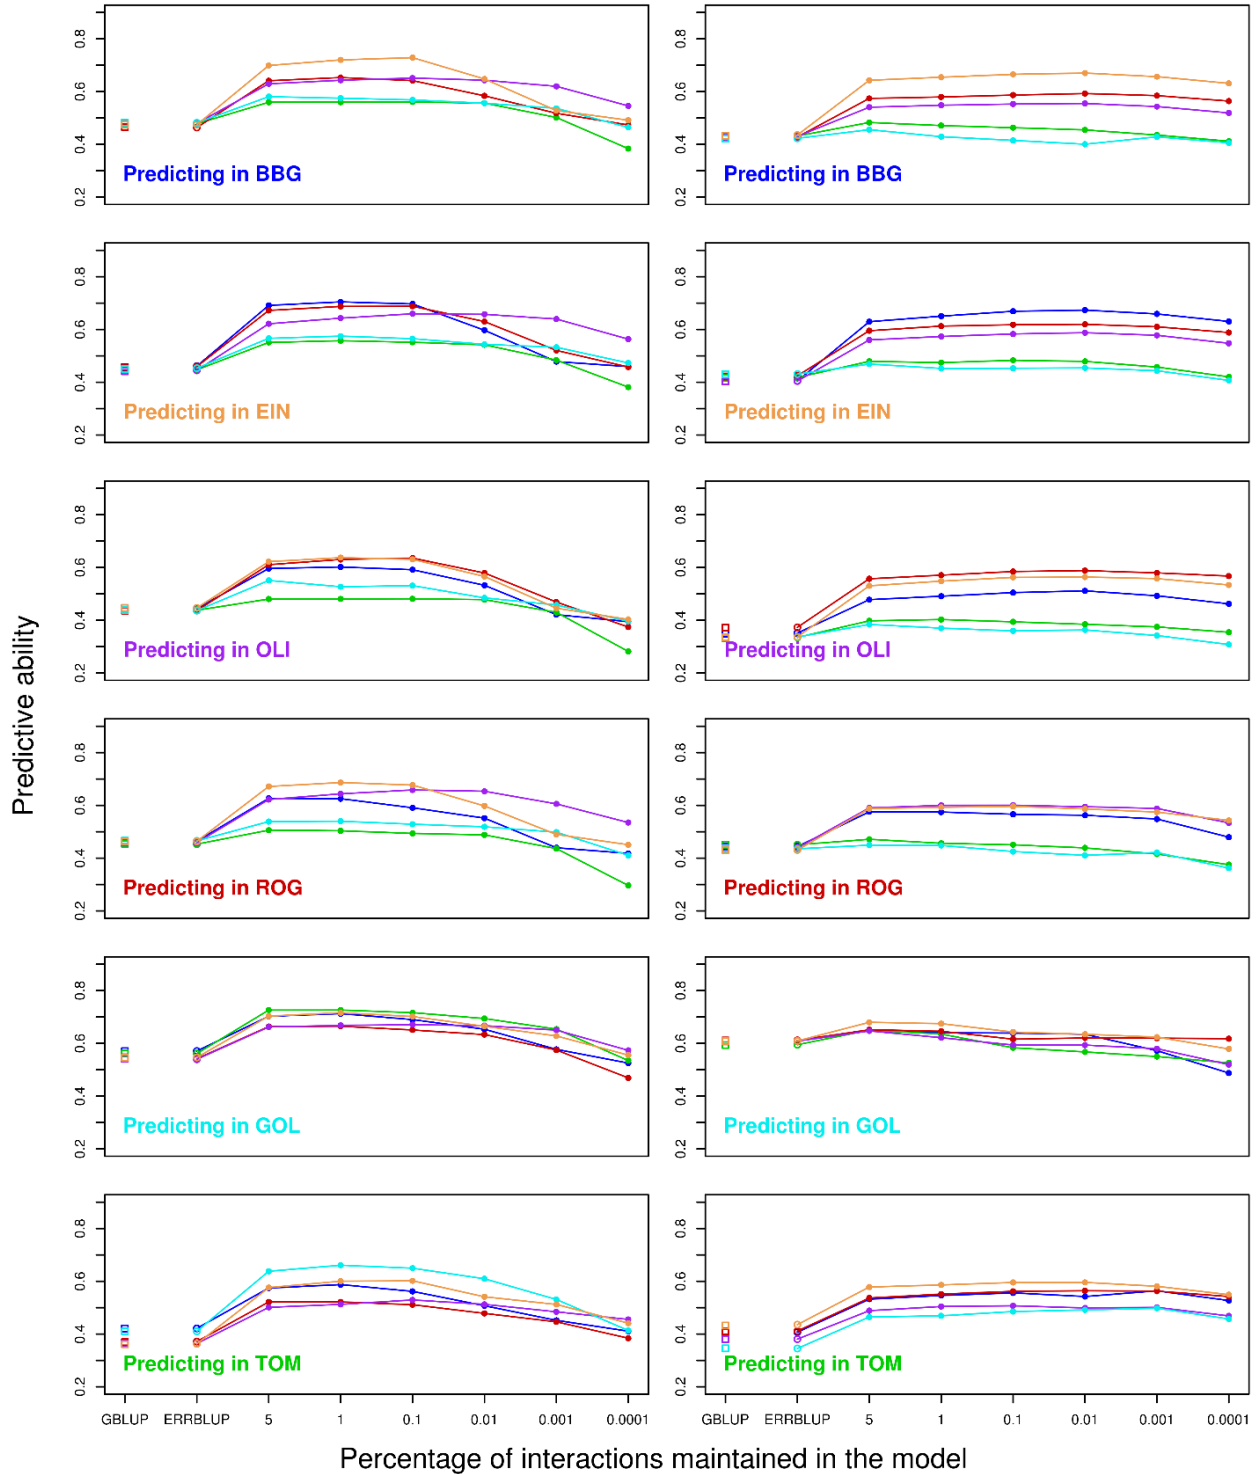 Predictive ability
0.2 0.4 0.6 0.8
Predicting in BBG
0.2 0.4 0.6 0.8
Predicting in BBG
0.2 0.4 0.6 0.8
Predicting in EIN
0.2 0.4 0.6 0.8
Predicting in EIN
0.2 0.4 0.6 0.8
Predicting in OLI
0.2 0.4 0.6 0.8
Predicting in OLI
0.2 0.4 0.6 0.8
Predicting in ROG
0.2 0.4 0.6 0.8
Predicting in ROG
0.2 0.4 0.6 0.8
Predicting in GOL
0.2 0.4 0.6 0.8
Predicting in GOL
0.2 0.4 0.6 0.8
Predicting in TOM
0.2 0.4 0.6 0.8
Predicting in TOM
GBLUP ERRBLUP 5 1 0.1 0.01 0.001 0.0001
GBLUP ERRBLUP 5 1 0.1 0.01 0.001 0.0001
Percentage of interactions maintained in the model